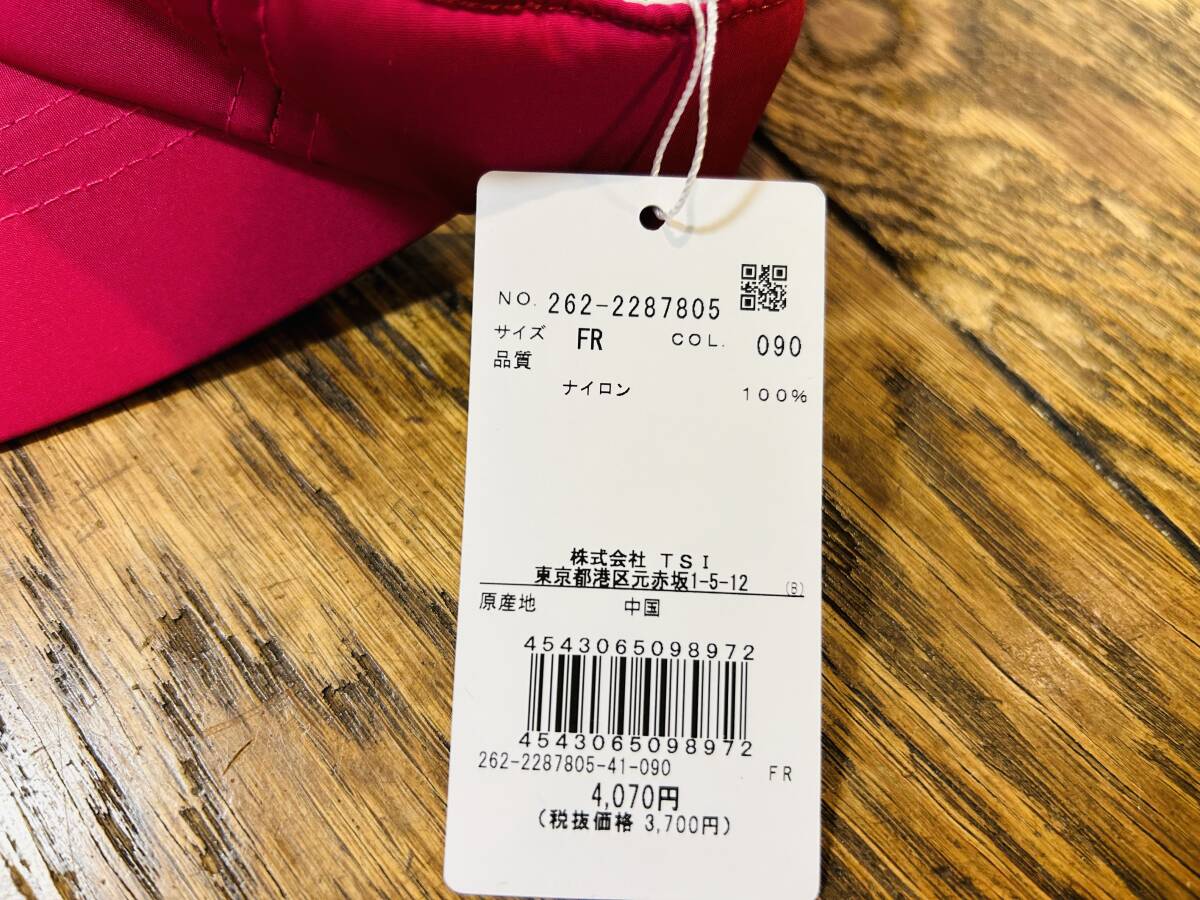 NO. 262-2287805
サイズ FR COL. 090
品質
ナイロン 100%
株式会社 TSI
東京都港区元赤坂1-5-12 (B)
原産地 中国
4543065098972
4543065098972
262-2287805-41-090 FR
4,070円
(税抜価格 3,700円)